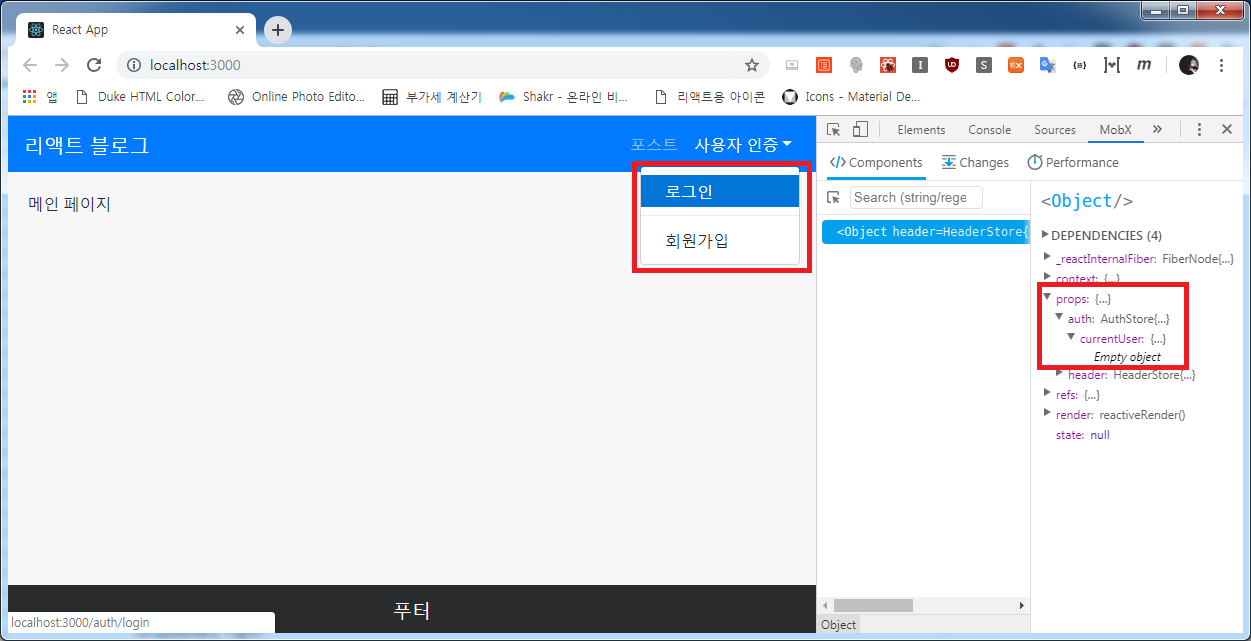 React App
localhost:3000
앱 Duke HTML Color... Online Photo Edito... 부가세 계산기 Shakr - 온라인 비... 리액트용 아이콘 Icons - Material De...
리액트 블로그 포스트 사용자 인증
로그인
회원가입
메인 페이지
푸터
localhost:3000/auth/login
Elements Console Sources MobX
Components Changes Performance
Search (string/rege
<Object header=HeaderStore{
Object
<Object/>
DEPENDENCIES (4)
_reactInternalFiber: FiberNode{...}
context: {...}
props: {...}
auth: AuthStore{...}
currentUser: {...}
Empty object
header: HeaderStore{...}
refs: {...}
render: reactiveRender()
state: null